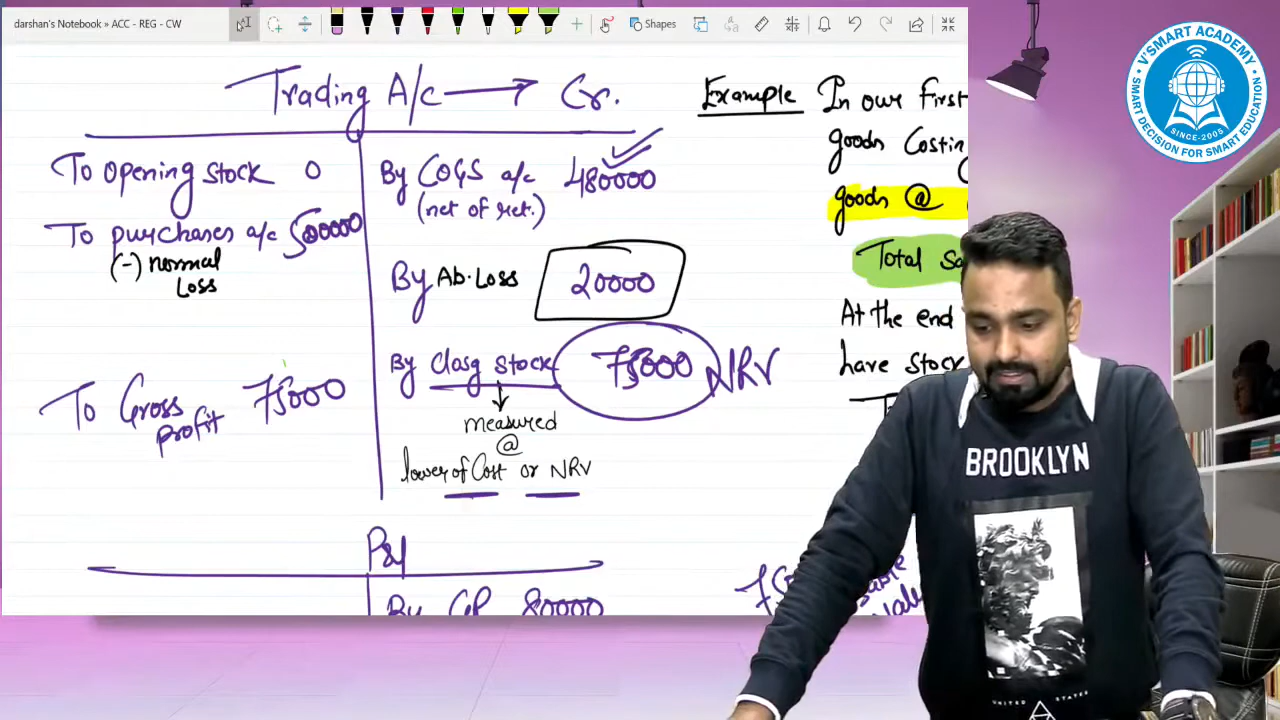 darshan's Notebook » ACC - REG - CW
Shapes
Trading A/c → Cr.
To opening stock 0
To purchases a/c 500000
(-) normal
Loss
To Gross
profit 75000
By COGS a/c 480000
(net of ret.)
By Ab. Loss 20000
By closg stock 75000 NRV
measured
@
lower of Cost or NRV
P&L
By GP 80000
Example In our First
goods Costing
goods @
Total Sa
At the end
have stock
V'SMART ACADEMY
SINCE-2005
SMART DECISION FOR SMART EDUCATION
BROOKLYN
UNITED STATES